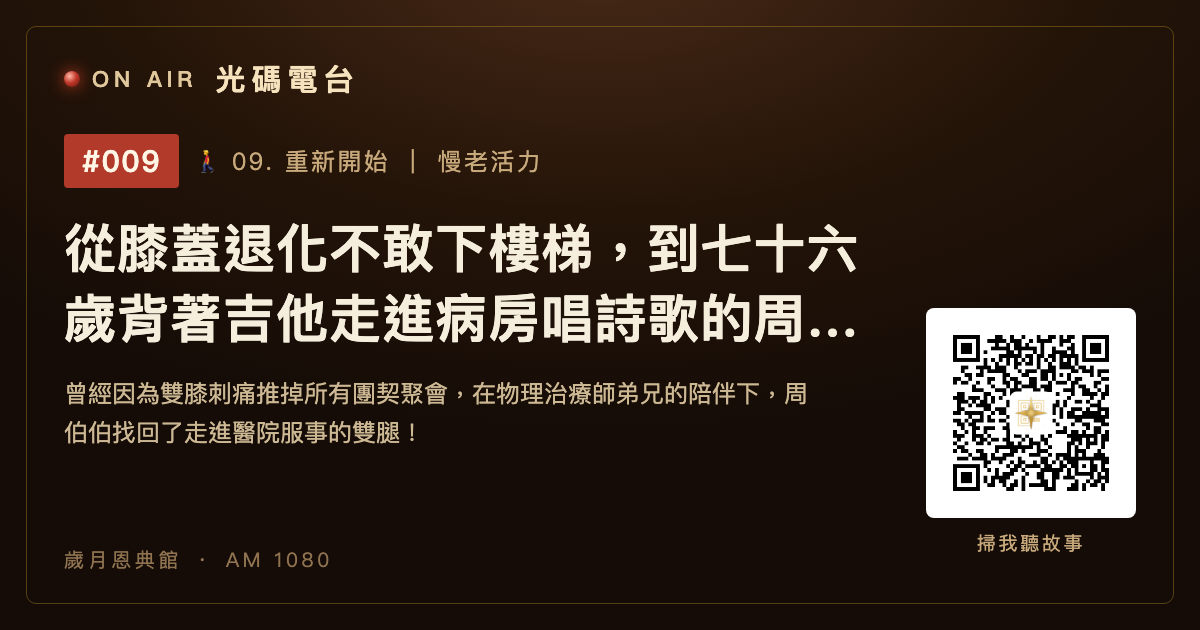 ON AIR 光碼電台
#009 09. 重新開始 | 慢老活力
從膝蓋退化不敢下樓梯，到七十六
歲背著吉他走進病房唱詩歌的周...
曾經因為雙膝刺痛推掉所有團契聚會，在物理治療師弟兄的陪伴下，周
伯伯找回了走進醫院服事的雙腿！
掃我聽故事
歲月恩典館 · AM 1080